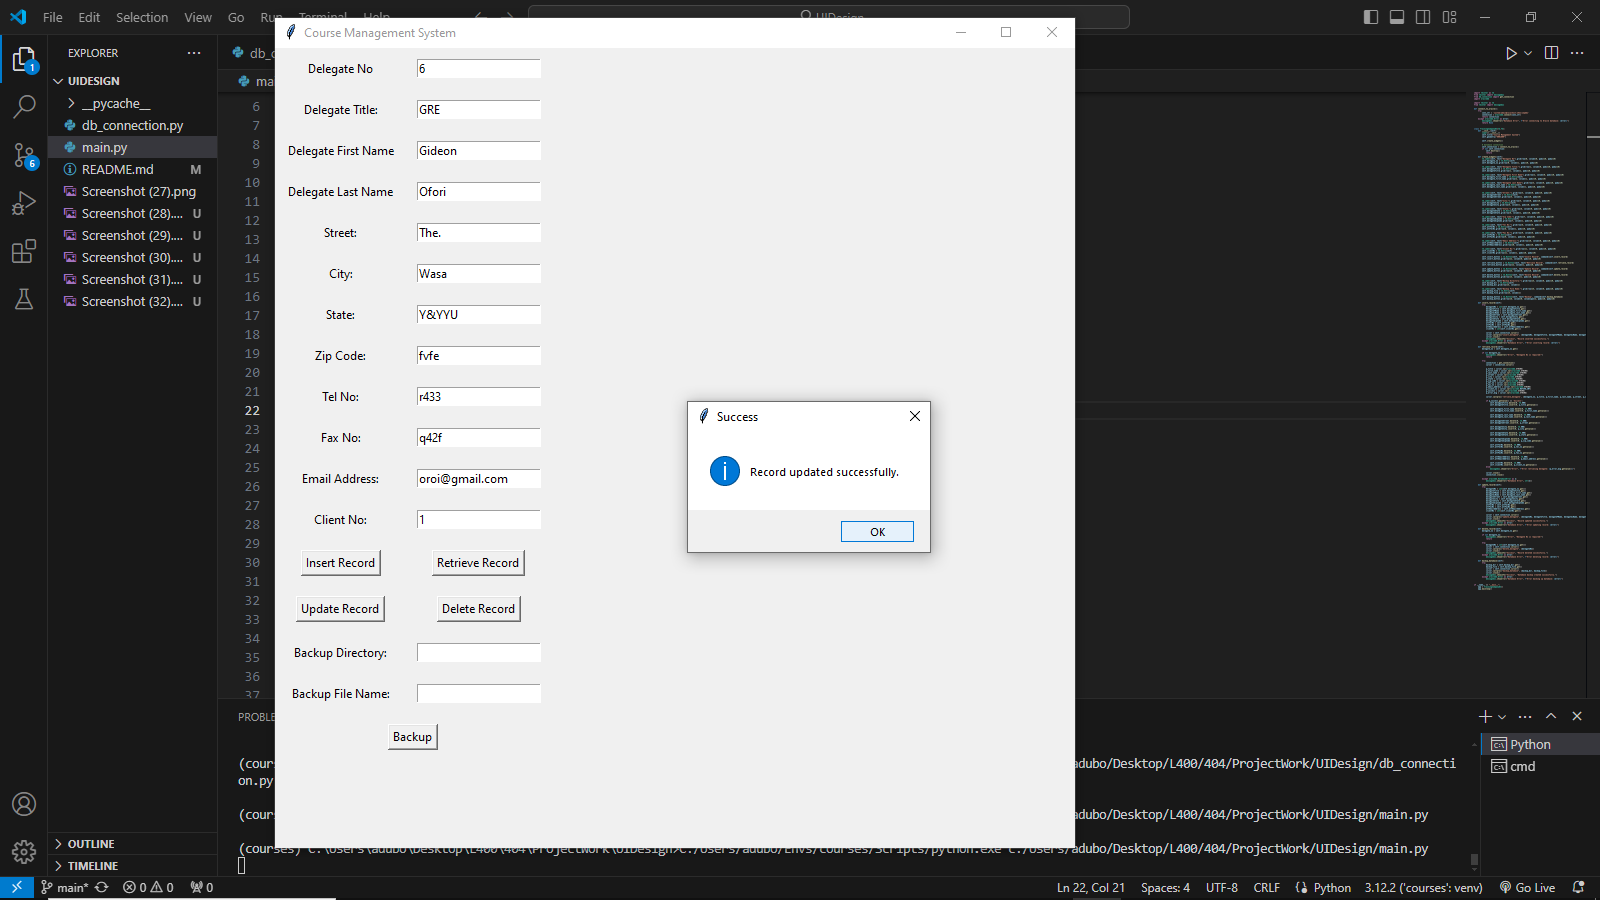 File Edit Selection View Go Run Terminal Help
UIDesign
Course Management System
EXPLORER
UIDESIGN
__pycache__
db_connection.py
main.py
README.md M
Screenshot (27).png
Screenshot (28).... U
Screenshot (29).... U
Screenshot (30).... U
Screenshot (31).... U
Screenshot (32).... U
OUTLINE
TIMELINE
1
6
db_c
mai
6
7
8
9
10
11
12
13
14
15
16
17
18
19
20
21
22
23
24
25
26
27
28
29
30
31
32
33
34
35
36
37
Delegate No 6
Delegate Title: GRE
Delegate First Name Gideon
Delegate Last Name Ofori
Street: The.
City: Wasa
State: Y&YYU
Zip Code: fvfe
Tel No: r433
Fax No: q42f
Email Address: oroi@gmail.com
Client No: 1
Insert Record Retrieve Record
Update Record Delete Record
Backup Directory:
Backup File Name:
Backup
Success
Record updated successfully.
OK
PROBLE
(cour adubo/Desktop/L400/404/ProjectWork/UIDesign/db_connecti
on.py
(cour adubo/Desktop/L400/404/ProjectWork/UIDesign/main.py
(courses) C:\Users\adubo\Desktop\L400\404\ProjectWork\UIDesign>C:/Users/adubo/Envs/courses/Scripts/python.exe C:/Users/adubo/Desktop/L400/404/ProjectWork/UIDesign/main.py
Python
cmd
main* 0 0 0 Ln 22, Col 21 Spaces: 4 UTF-8 CRLF Python 3.12.2 ('courses': venv) Go Live